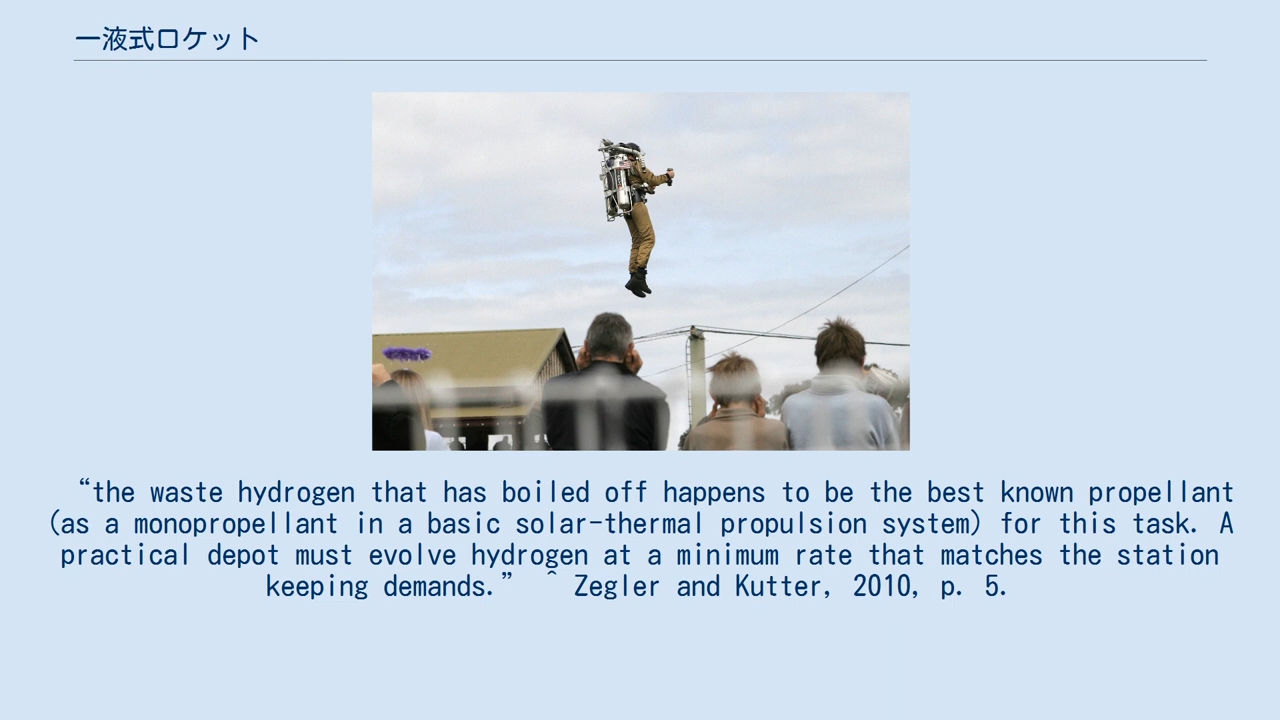 一液式ロケット
“the waste hydrogen that has boiled off happens to be the best known propellant
(as a monopropellant in a basic solar-thermal propulsion system) for this task. A
practical depot must evolve hydrogen at a minimum rate that matches the station
keeping demands.” ^ Zegler and Kutter, 2010, p. 5.